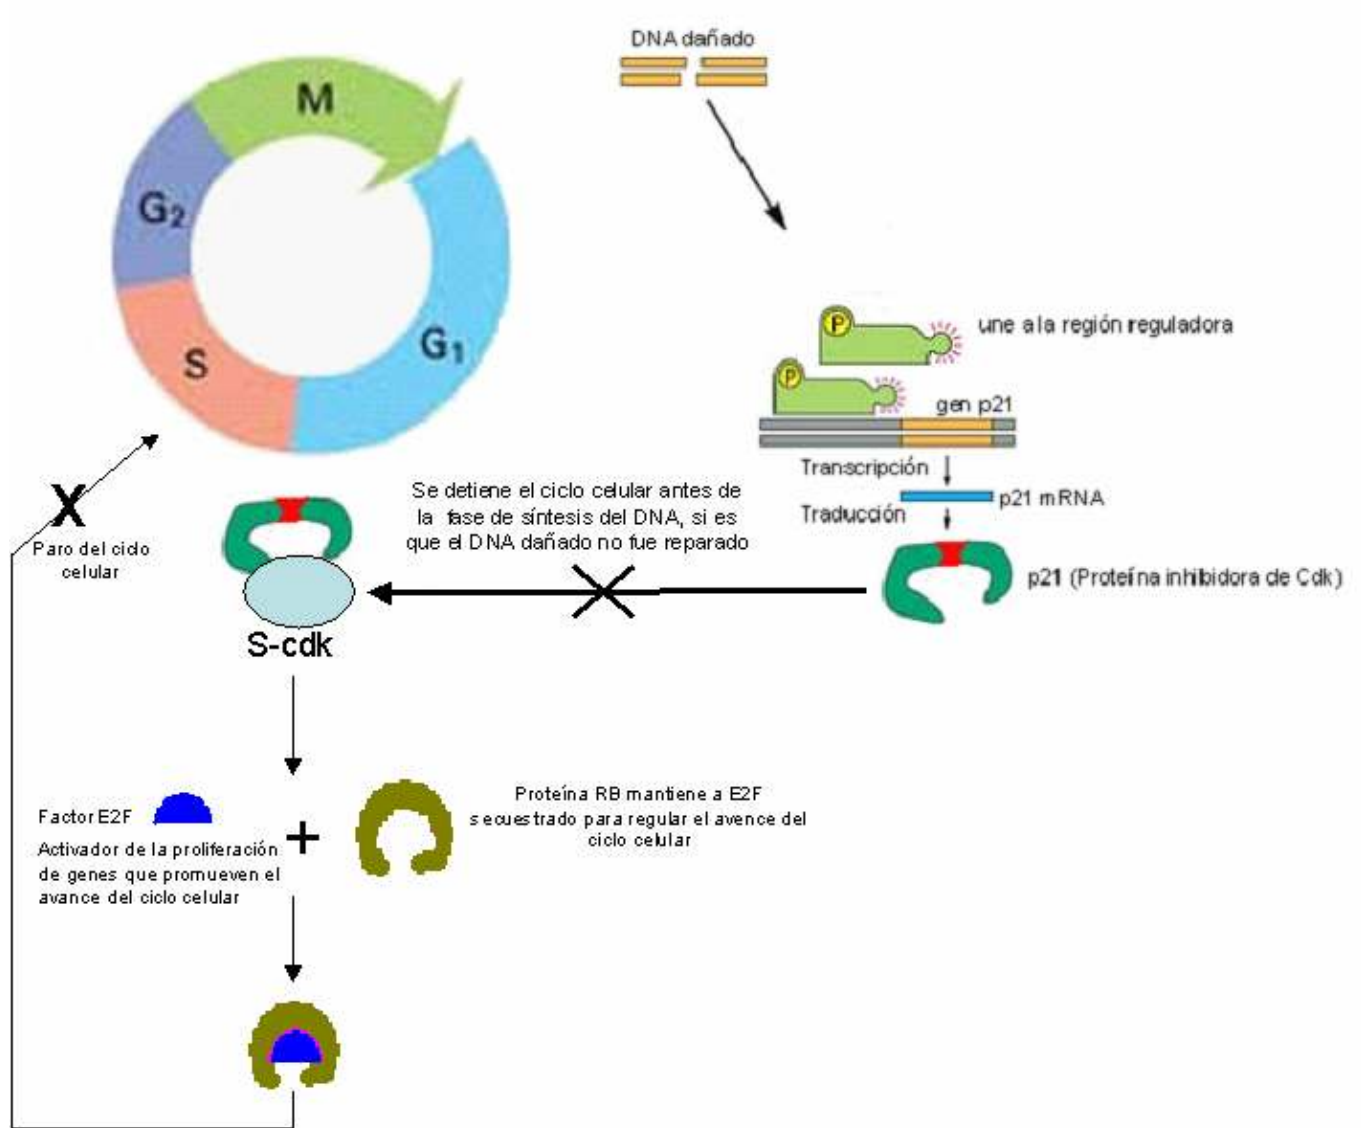 DNA dañado
M
G2
S
G1
P
une a la región reguladora
P
gen p21
Transcripción
p21 mRNA
Traducción
p21 (Proteína inhibidora de Cdk)
Se detiene el ciclo celular antes de
la fase de síntesis del DNA, si es
que el DNA dañado no fue reparado
X
Paro del ciclo
celular
S-cdk
Factor E2F
+
Activador de la proliferación
de genes que promueven el
avance del ciclo celular
Proteína RB mantiene a E2F
secuestrado para regular el avence del
ciclo celular